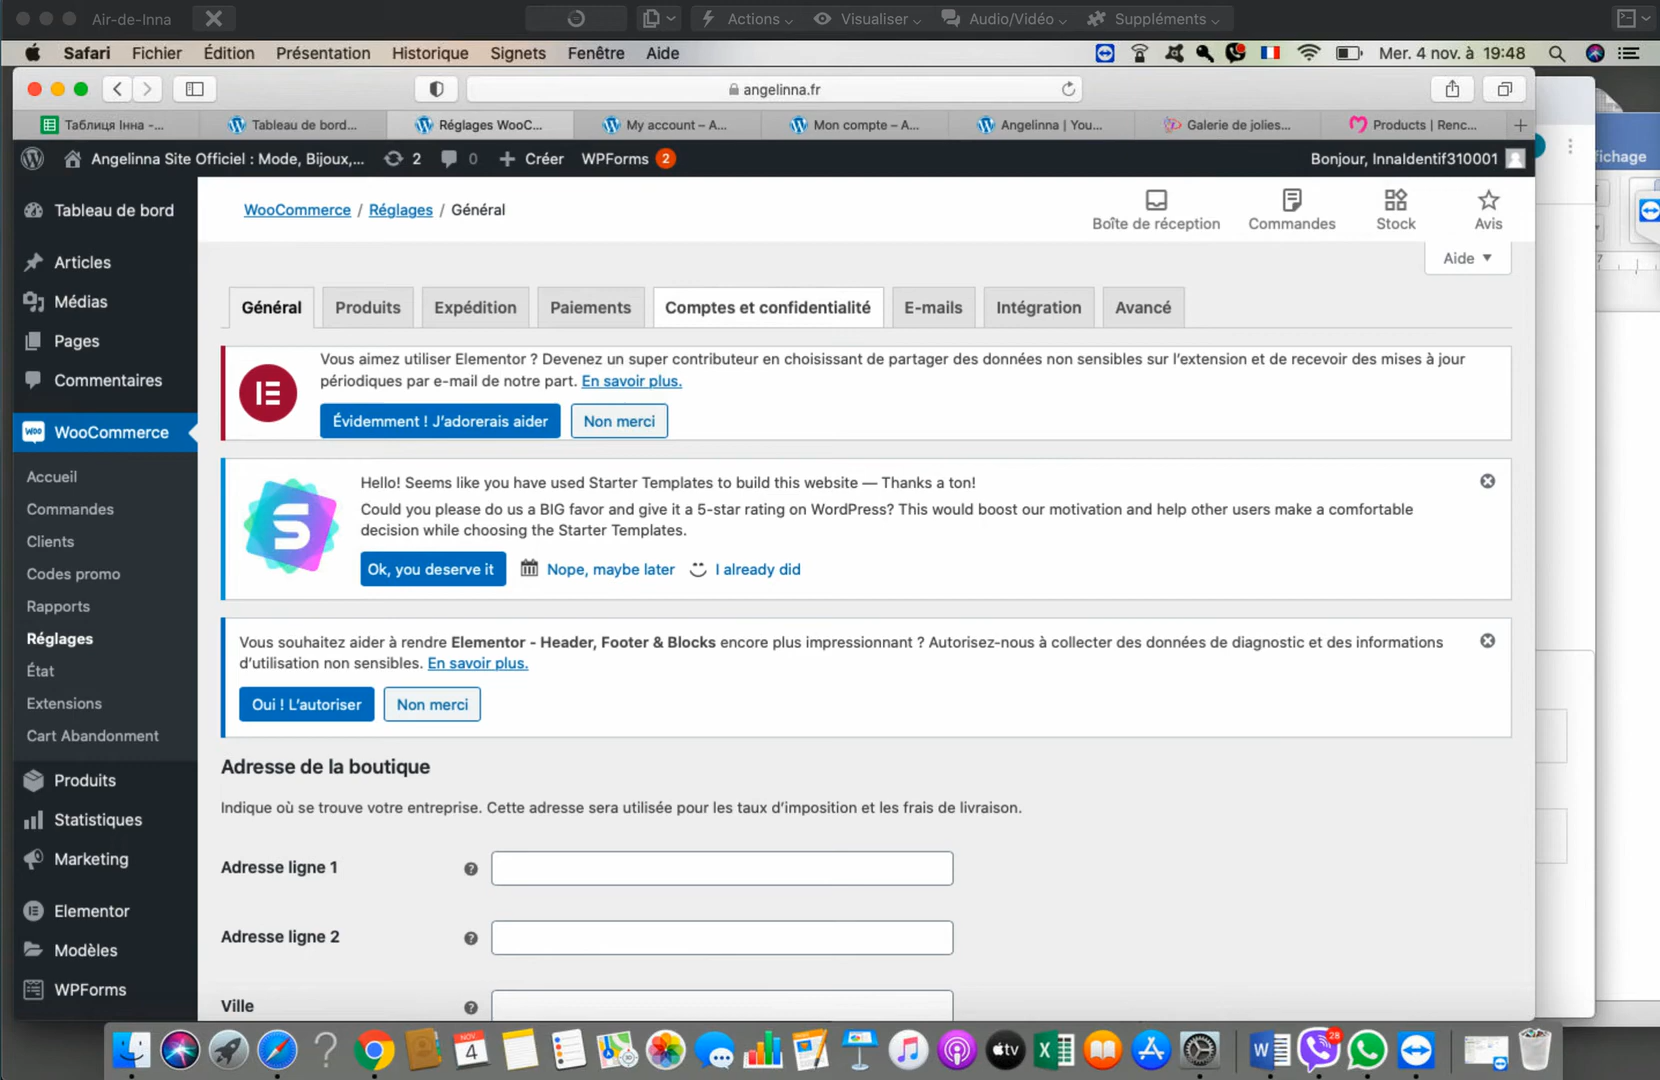 Air-de-Inna
Actions
Visualiser
Audio/Vidéo
Suppléments
Safari Fichier Édition Présentation Historique Signets Fenêtre Aide
Mer. 4 nov. à 19:48
angelinna.fr
Таблиця Інна -...
Tableau de bord...
Réglages WooC...
My account – A...
Mon compte – A...
Angelinna | You...
Galerie de jolies...
Products | Renc...
Angelinna Site Officiel : Mode, Bijoux,...
2
0
Créer
WPForms 2
Bonjour, InnaIdentif310001
ffichage
Tableau de bord
Articles
Médias
Pages
Commentaires
WooCommerce
Accueil
Commandes
Clients
Codes promo
Rapports
Réglages
État
Extensions
Cart Abandonment
Produits
Statistiques
Marketing
Elementor
Modèles
WPForms
WooCommerce / Réglages / Général
Boîte de réception
Commandes
Stock
Avis
Aide
Général
Produits
Expédition
Paiements
Comptes et confidentialité
E-mails
Intégration
Avancé
Vous aimez utiliser Elementor ? Devenez un super contributeur en choisissant de partager des données non sensibles sur l’extension et de recevoir des mises à jour
périodiques par e-mail de notre part. En savoir plus.
Évidemment ! J’adorerais aider
Non merci
Hello! Seems like you have used Starter Templates to build this website — Thanks a ton!
Could you please do us a BIG favor and give it a 5-star rating on WordPress? This would boost our motivation and help other users make a comfortable
decision while choosing the Starter Templates.
Ok, you deserve it
Nope, maybe later
I already did
Vous souhaitez aider à rendre Elementor - Header, Footer & Blocks encore plus impressionnant ? Autorisez-nous à collecter des données de diagnostic et des informations
d’utilisation non sensibles. En savoir plus.
Oui ! L’autoriser
Non merci
Adresse de la boutique
Indique où se trouve votre entreprise. Cette adresse sera utilisée pour les taux d’imposition et les frais de livraison.
Adresse ligne 1
Adresse ligne 2
Ville
NOV
4
tv
28